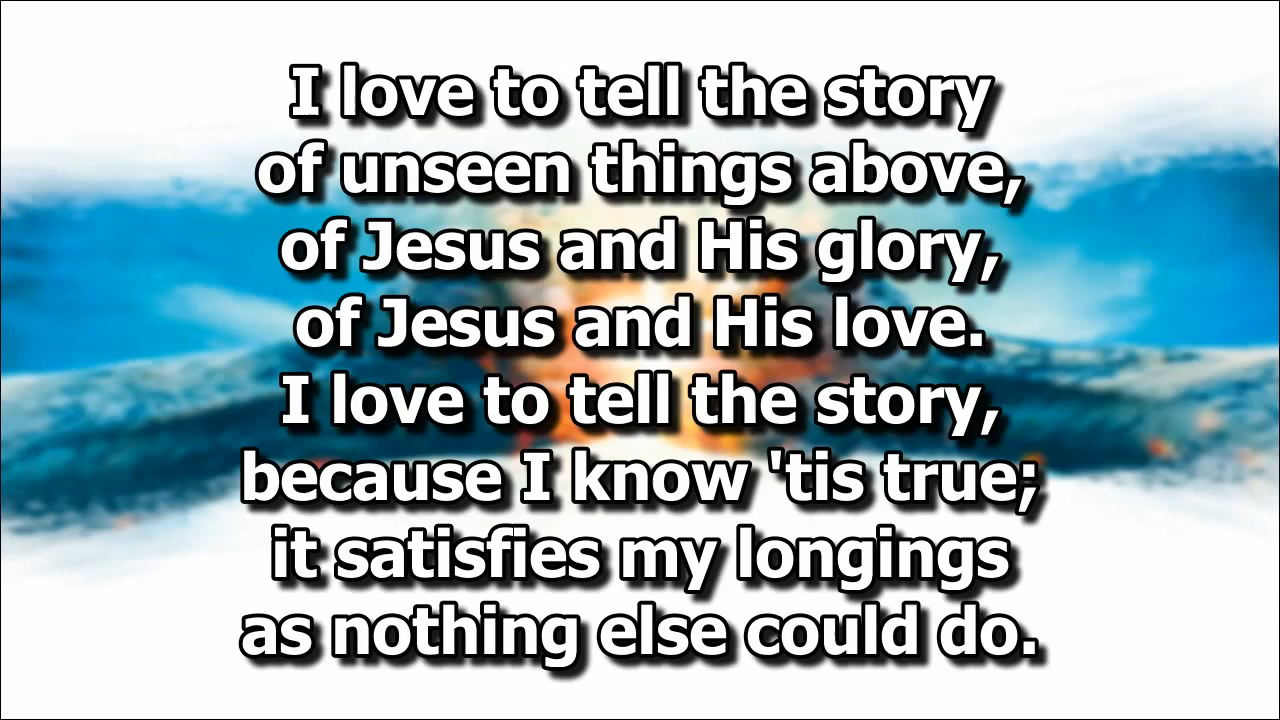 I love to tell the story
of unseen things above,
of Jesus and His glory,
of Jesus and His love.
I love to tell the story,
because I know 'tis true;
it satisfies my longings
as nothing else could do.